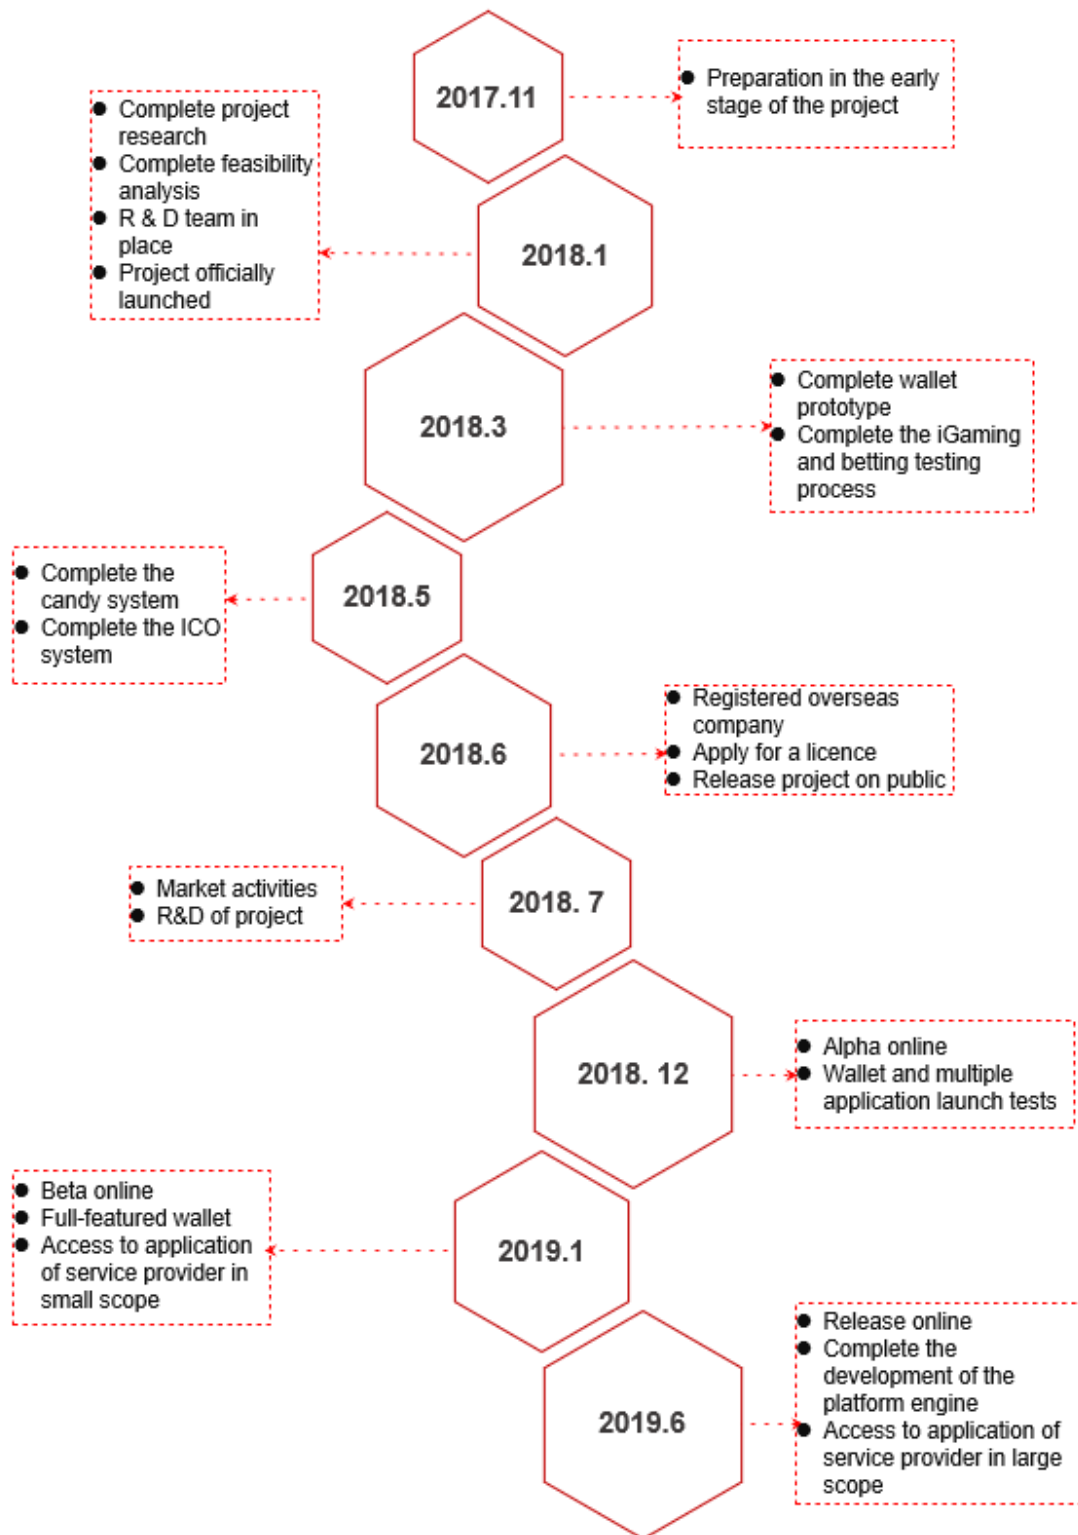 2017.11
● Preparation in the early
stage of the project
● Complete project
research
● Complete feasibility
analysis
● R & D team in
place
● Project officially
launched
2018.1
2018.3
● Complete wallet
prototype
● Complete the iGaming
and betting testing
process
● Complete the
candy system
● Complete the ICO
system
2018.5
2018.6
● Registered overseas
company
● Apply for a licence
● Release project on public
● Market activities
● R&D of project
2018. 7
2018. 12
● Alpha online
● Wallet and multiple
application launch tests
● Beta online
● Full-featured wallet
● Access to application
of service provider in
small scope
2019.1
2019.6
● Release online
● Complete the
development of the
platform engine
● Access to application of
service provider in large
scope